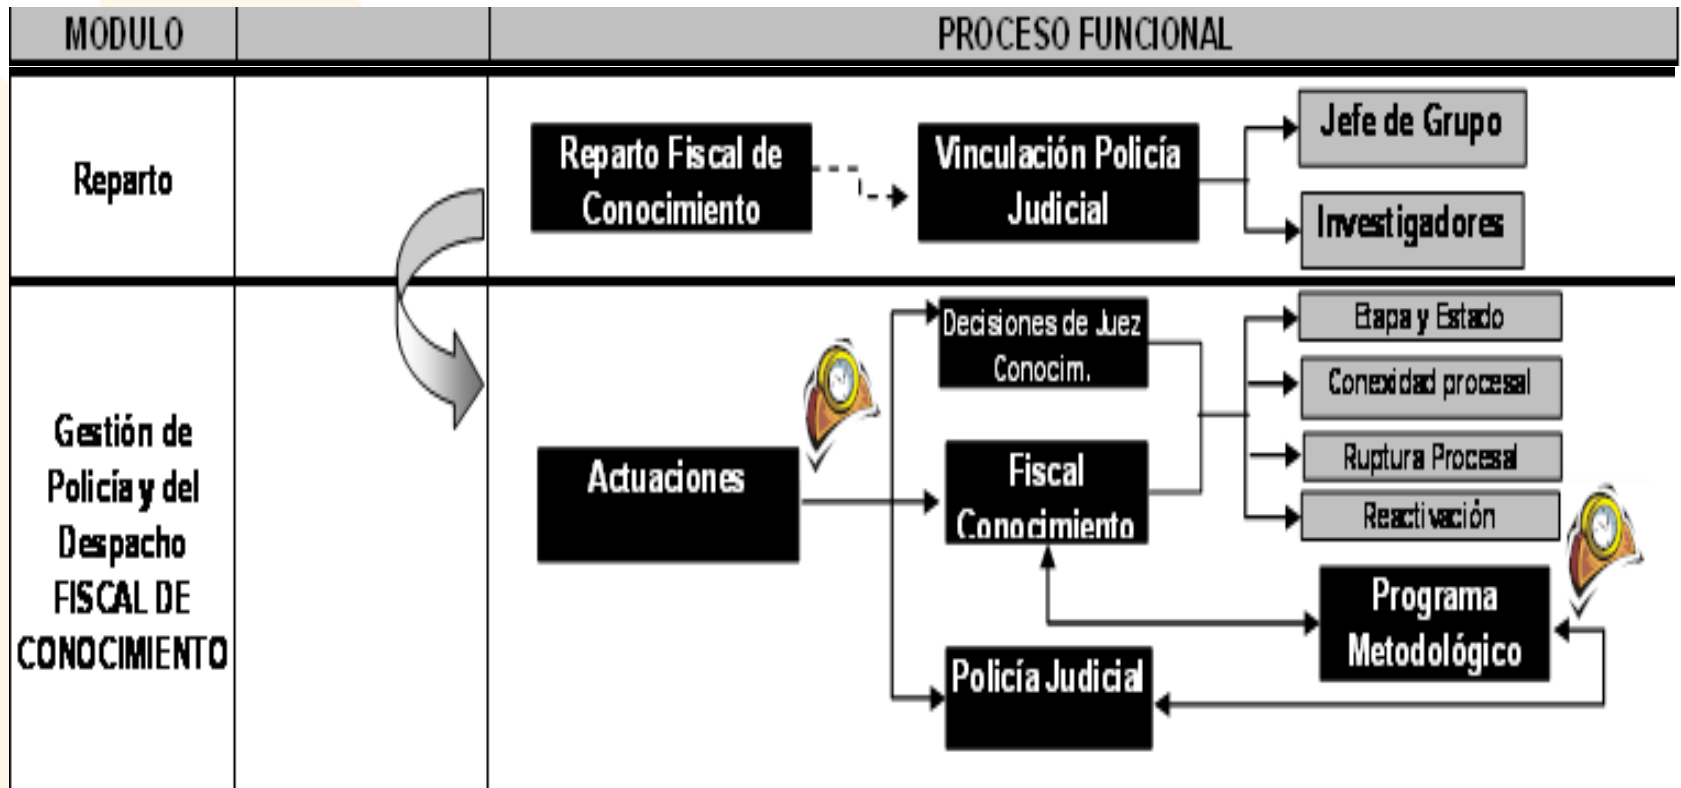 MODULO
PROCESO FUNCIONAL
Reparto
Reparto Fiscal de
Conocimiento
Vinculación Policía
Judicial
Jefe de Grupo
Investigadores
Gestión de
Policía y del
Despacho
FISCAL DE
CONOCIMIENTO
Actuaciones
Decisiones de Juez
Conocim.
Fiscal
Conocimiento
Policía Judicial
Etapa y Estado
Conexidad procesal
Ruptura Procesal
Reactivación
Programa
Metodológico